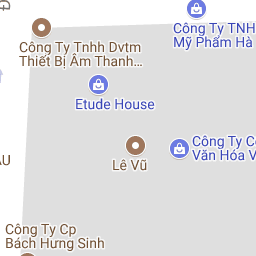 Công Ty TNH
Mỹ Phẩm Hà
Công Ty Tnhh Dvtm
Thiết Bị Âm Thanh...
Etude House
Công Ty C
Văn Hóa V
Lê Vũ
AU
Công Ty Cp
Bách Hưng Sinh